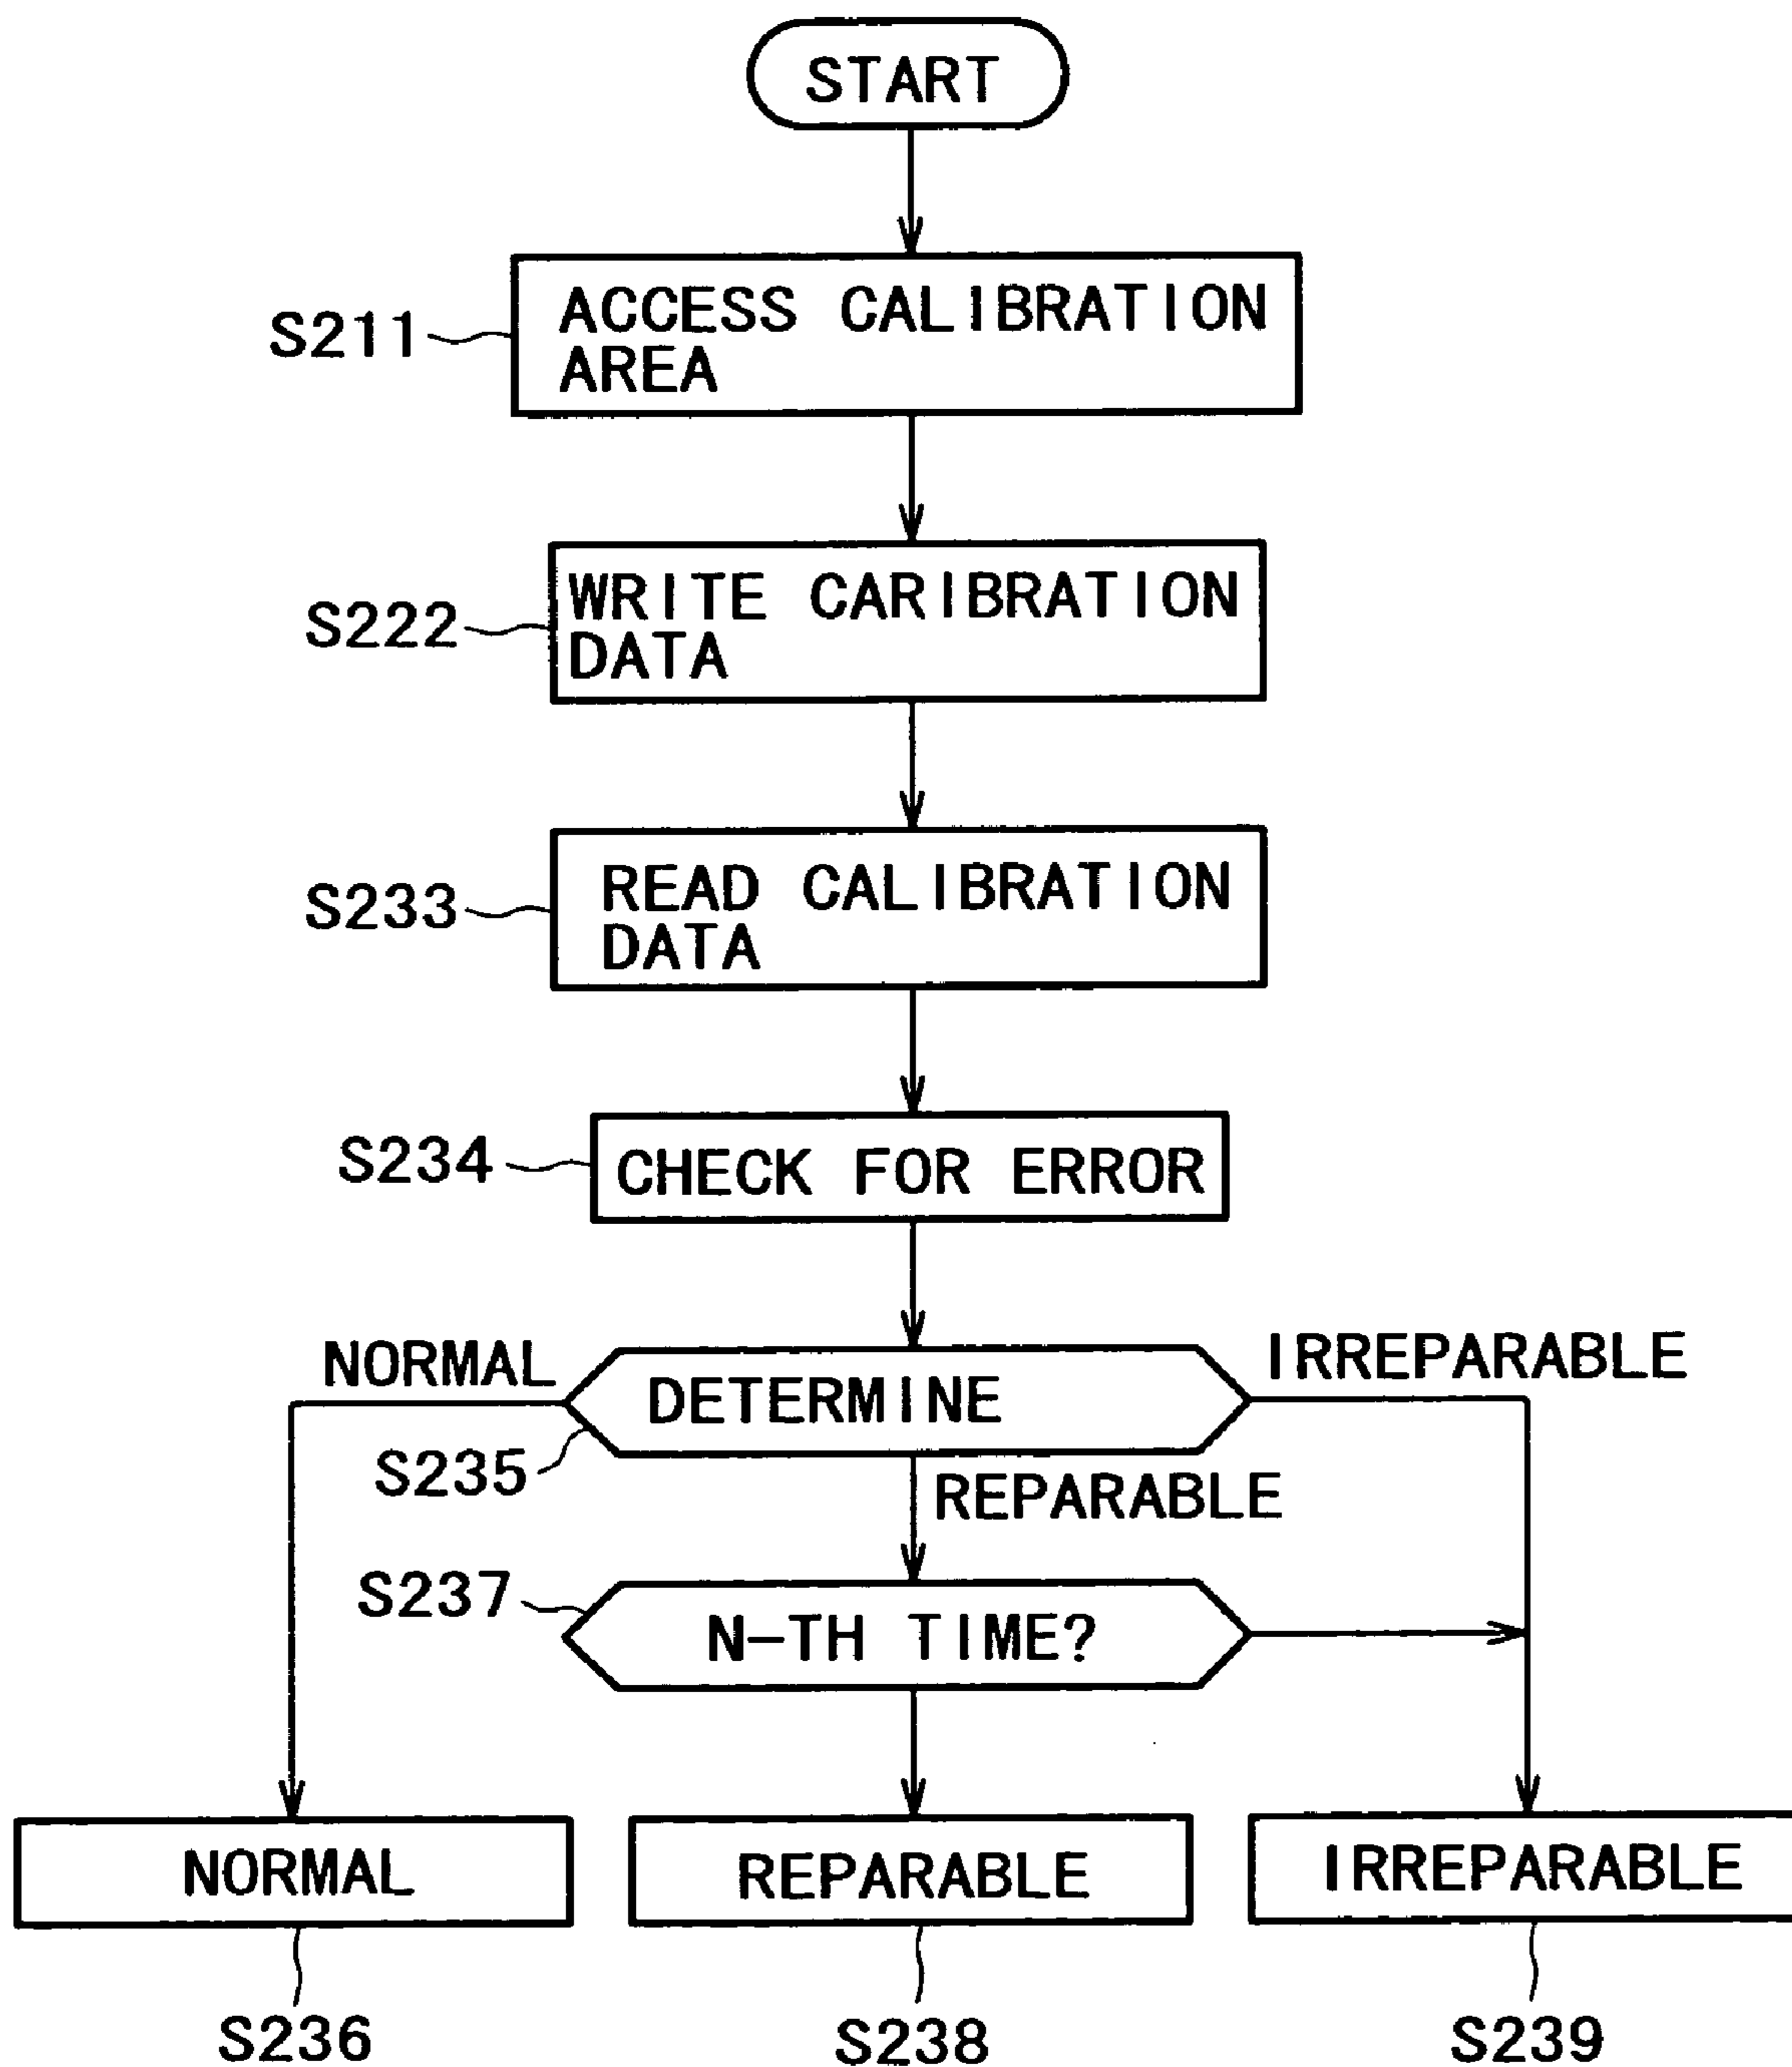 START
S211
ACCESS CALIBRATION
AREA
S222
WRITE CARIBRATION
DATA
S233
READ CALIBRATION
DATA
S234
CHECK FOR ERROR
NORMAL
IRREPARABLE
DETERMINE
S235
REPARABLE
S237
N-TH TIME?
NORMAL
REPARABLE
IRREPARABLE
S236
S238
S239